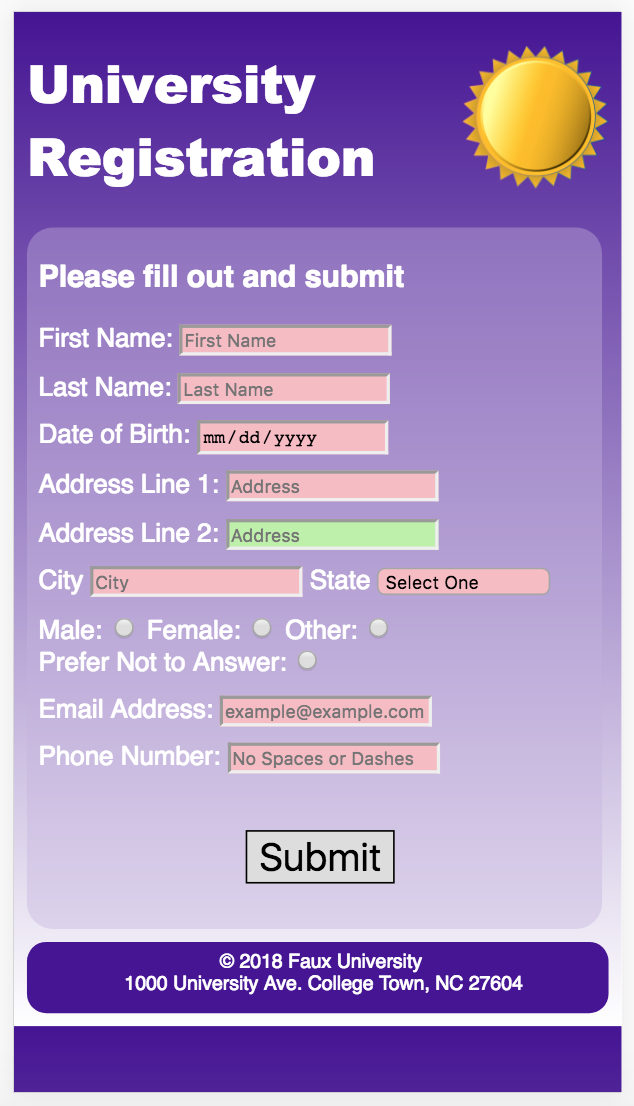 University
Registration
Please fill out and submit
First Name: First Name
Last Name: Last Name
Date of Birth: mm/dd/yyyy
Address Line 1: Address
Address Line 2: Address
City City State Select One
Male: Female: Other:
Prefer Not to Answer:
Email Address: example@example.com
Phone Number: No Spaces or Dashes
Submit
© 2018 Faux University
1000 University Ave. College Town, NC 27604